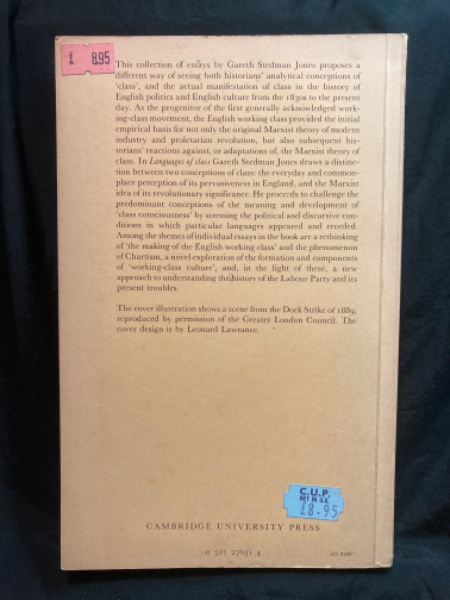 £ 8.95
This collection of essays by Gareth Stedman Jones proposes a
different way of seeing both historians' analytical conceptions of
'class', and the actual manifestation of class in the history of
English politics and English culture from the 1830s to the present
day. As the progenitor of the first generally acknowledged work-
ing-class movement, the English working class provided the initial
empirical basis for not only the original Marxist theory of modern
industry and proletarian revolution, but also subsequent his-
torians' reactions against, or adaptations of, the Marxist theory of
class. In Languages of class Gareth Stedman Jones draws a distinc-
tion between two conceptions of class: the everyday and common-
place perception of its pervasiveness in England, and the Marxist
idea of its revolutionary significance. He proceeds to challenge the
predominant conceptions of the meaning and development of
'class consciousness' by stressing the political and discursive con-
ditions in which particular languages appeared and receded.
Among the themes of individual essays in the book are a rethinking
of 'the making of the English working class' and the phenomenon
of Chartism, a novel exploration of the formation and components
of 'working-class culture', and, in the light of these, a new
approach to understanding the history of the Labour Party and its
present troubles.
The cover illustration shows a scene from the Dock Strike of 1889,
reproduced by permission of the Greater London Council. The
cover design is by Leonard Lawrance.
C.U.P.
NET IN U.K.
£8.95
CAMBRIDGE UNIVERSITY PRESS
0 521 27631 4